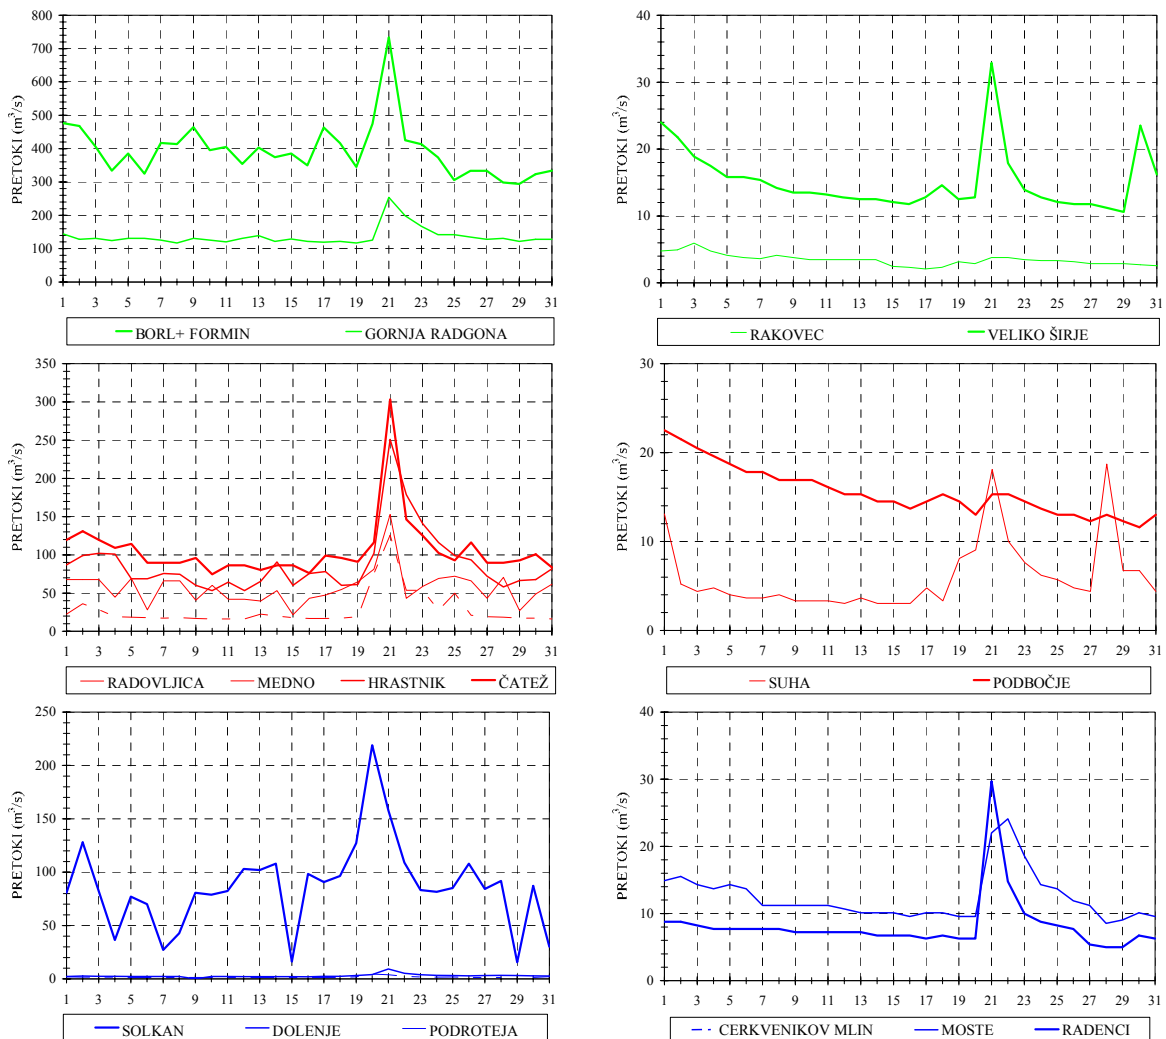 PRETOKI (m³/s)
800
700
600
500
400
300
200
100
0
1 3 5 7 9 11 13 15 17 19 21 23 25 27 29 31
BORL+ FORMIN GORNJA RADGONA
PRETOKI (m³/s)
40
30
20
10
0
1 3 5 7 9 11 13 15 17 19 21 23 25 27 29 31
RAKOVEC VELIKO ŠIRJE
PRETOKI (m³/s)
350
300
250
200
150
100
50
0
1 3 5 7 9 11 13 15 17 19 21 23 25 27 29 31
RADOVLJICA MEDNO HRASTNIK ČATEŽ
PRETOKI (m³/s)
30
20
10
0
1 3 5 7 9 11 13 15 17 19 21 23 25 27 29 31
SUHA PODBOČJE
PRETOKI (m³/s)
250
200
150
100
50
0
1 3 5 7 9 11 13 15 17 19 21 23 25 27 29 31
SOLKAN DOLENJE PODROTEJA
PRETOKI (m³/s)
40
30
20
10
0
1 3 5 7 9 11 13 15 17 19 21 23 25 27 29 31
CERKVENIKOV MLIN MOSTE RADENCI